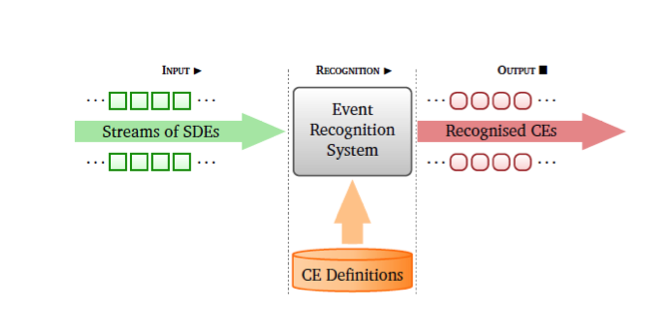 INPUT ►
RECOGNITION ►
OUTPUT ■
... ...
... ...
Streams of SDEs
Event
Recognition
System
Recognised CEs
... ...
... ...
CE Definitions